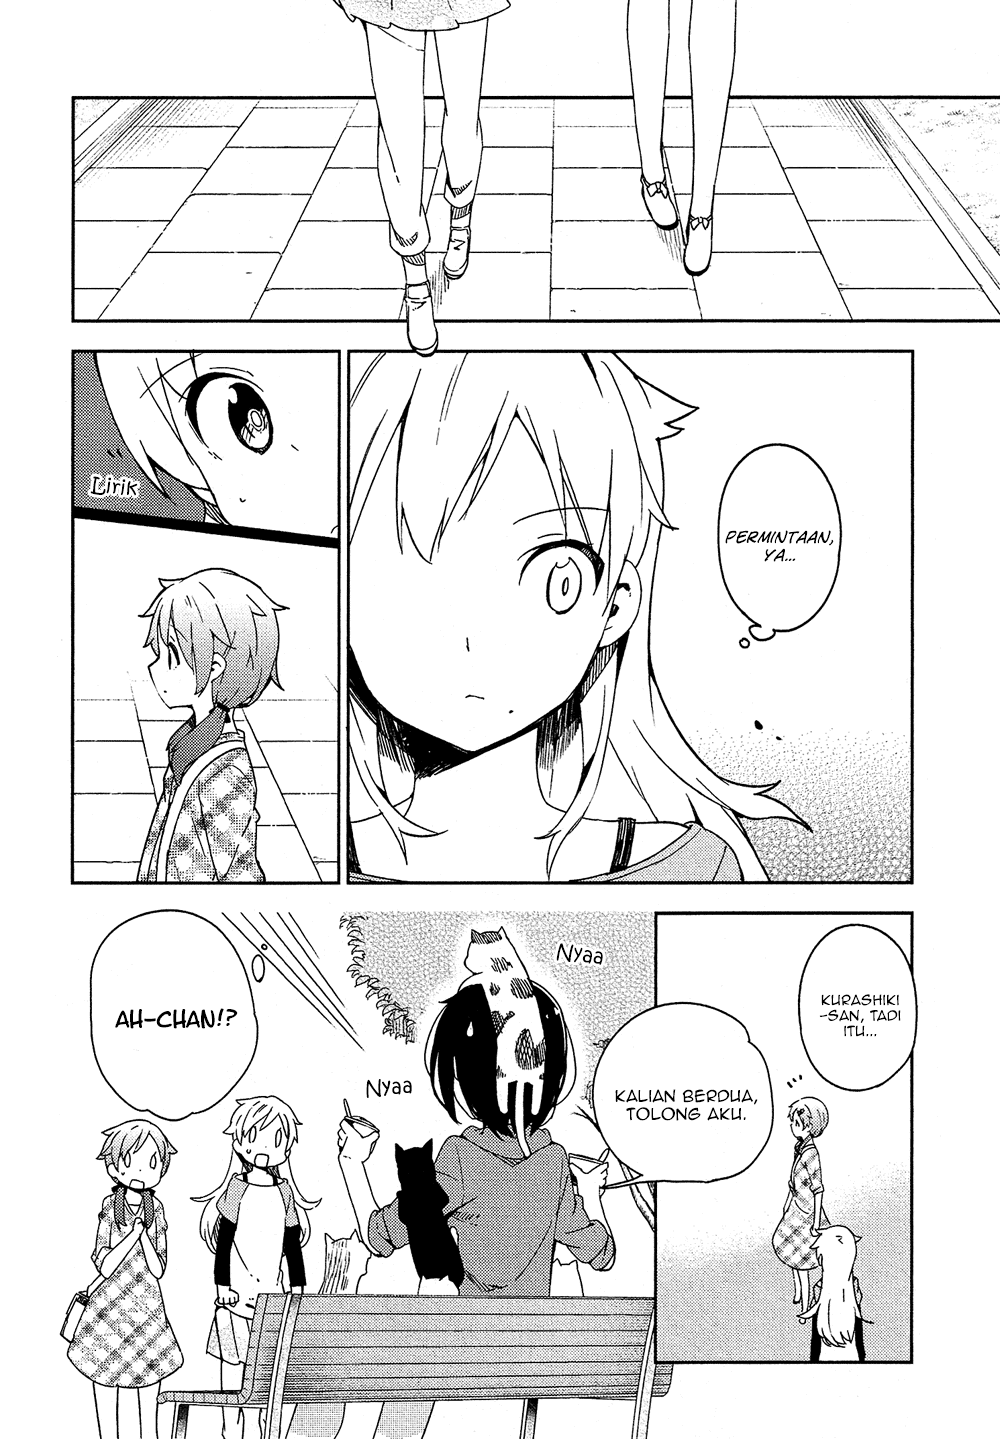 PERMINTAAN,
YA...
Lirik
KURASHIKI
-SAN, TADI
ITU...
KALIAN BERDUA,
TOLONG AKU.
Nyaa
Nyaa
AH-CHAN!?